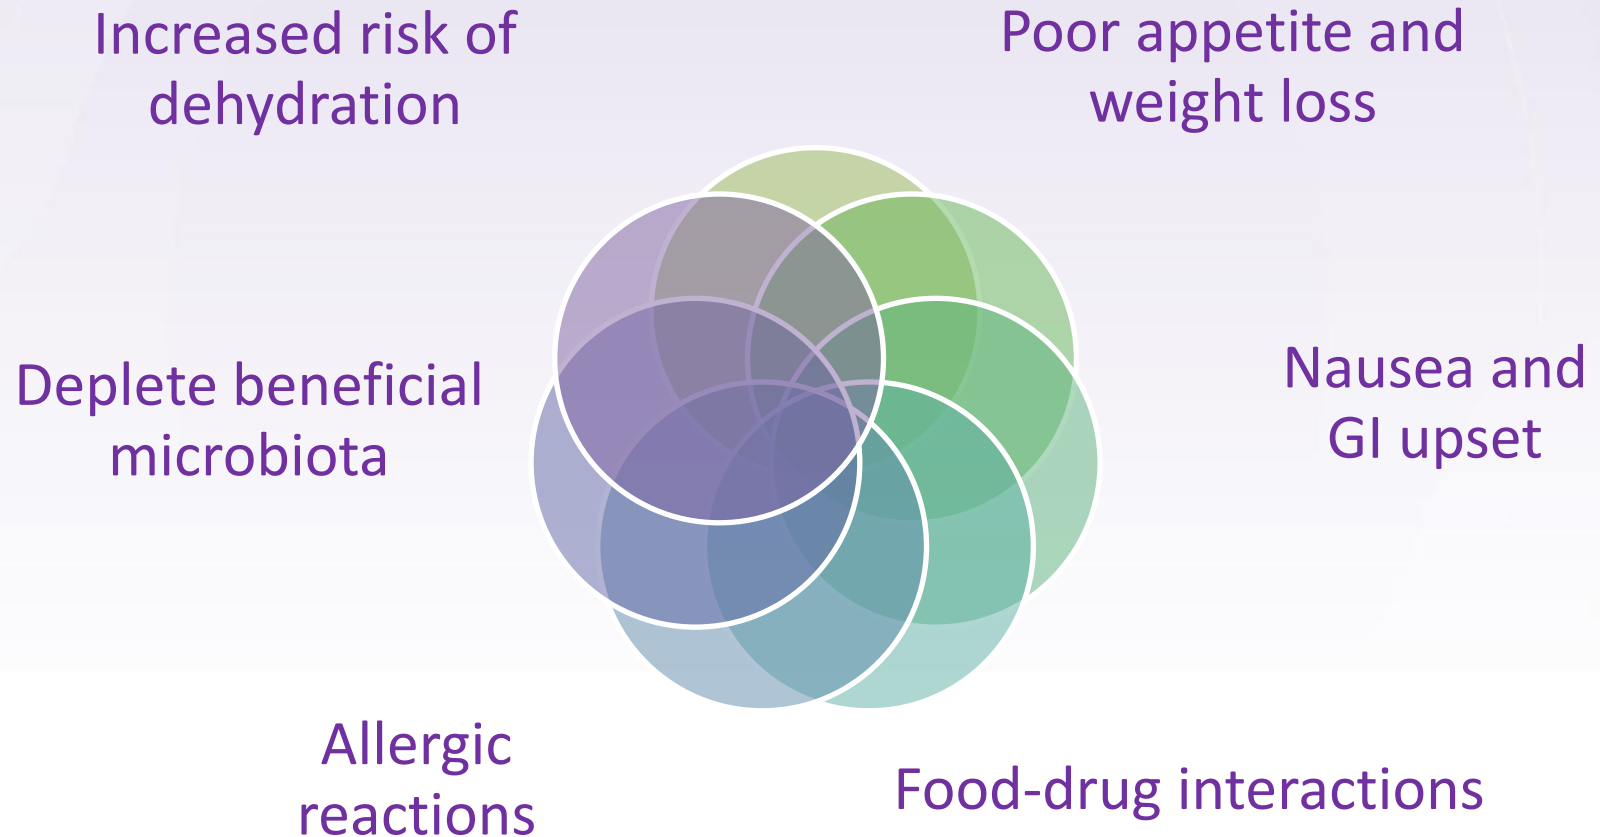 Increased risk of
dehydration
Poor appetite and
weight loss
Deplete beneficial
microbiota
Nausea and
GI upset
Allergic
reactions
Food-drug interactions